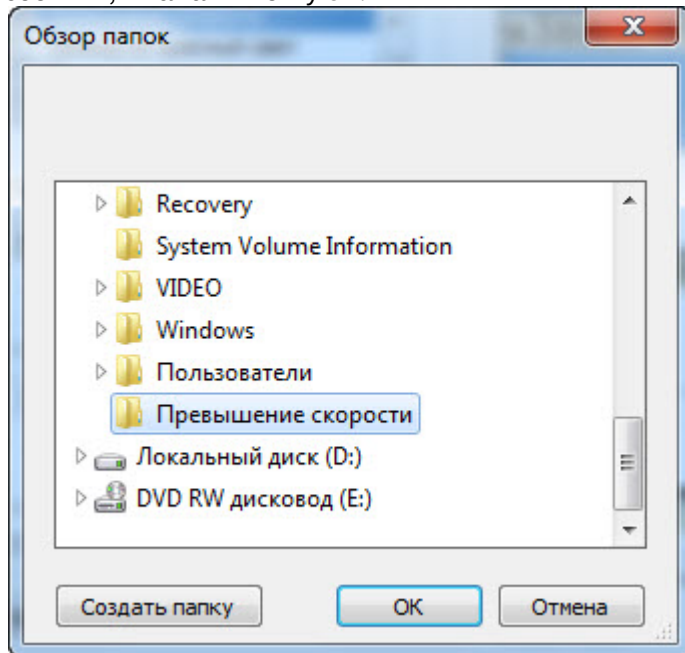 Обзор папок
Recovery
System Volume Information
VIDEO
Windows
Пользователи
Превышение скорости
Локальный диск (D:)
DVD RW дисковод (E:)
Создать папку
ОК
Отмена